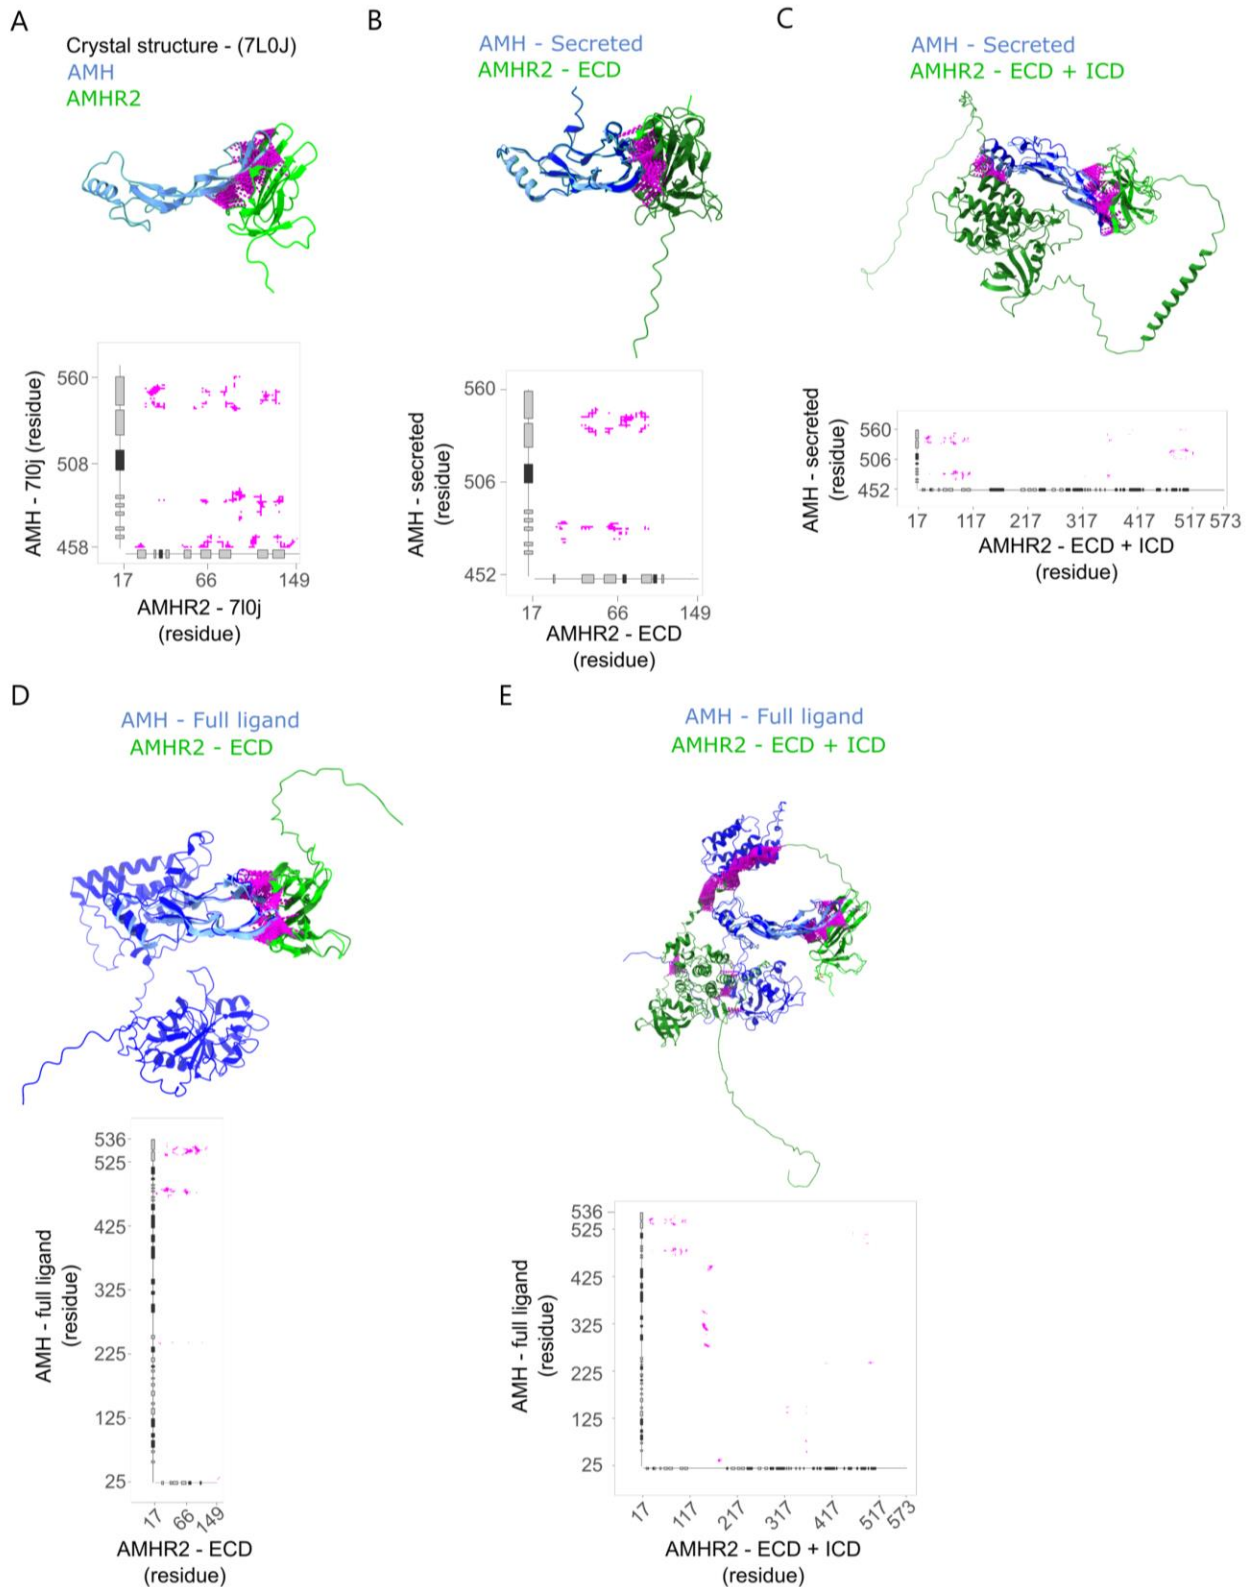 A
Crystal structure - (7L0J)
AMH
AMHR2
560
508
458
AMH - 7l0j (residue)
17 66 149
AMHR2 - 7l0j
(residue)
B
AMH - Secreted
AMHR2 - ECD
560
506
452
AMH - secreted
(residue)
17 66 149
AMHR2 - ECD
(residue)
C
AMH - Secreted
AMHR2 - ECD + ICD
560
506
452
AMH - secreted
(residue)
17 117 217 317 417 517 573
AMHR2 - ECD + ICD
(residue)
D
AMH - Full ligand
AMHR2 - ECD
536
525
425
325
225
125
25
AMH - full ligand
(residue)
17 66 149
AMHR2 - ECD
(residue)
E
AMH - Full ligand
AMHR2 - ECD + ICD
536
525
425
325
225
125
25
AMH - full ligand
(residue)
17 117 217 317 417 517 573
AMHR2 - ECD + ICD
(residue)